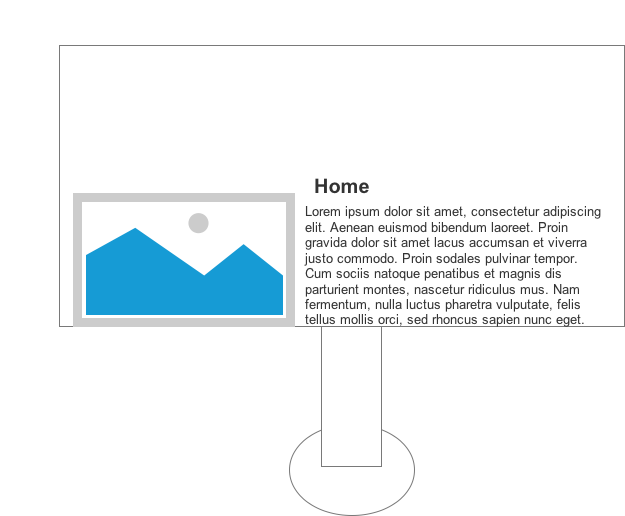 Home
Lorem ipsum dolor sit amet, consectetur adipiscing
elit. Aenean euismod bibendum laoreet. Proin
gravida dolor sit amet lacus accumsan et viverra
justo commodo. Proin sodales pulvinar tempor.
Cum sociis natoque penatibus et magnis dis
parturient montes, nascetur ridiculus mus. Nam
fermentum, nulla luctus pharetra vulputate, felis
tellus mollis orci, sed rhoncus sapien nunc eget.